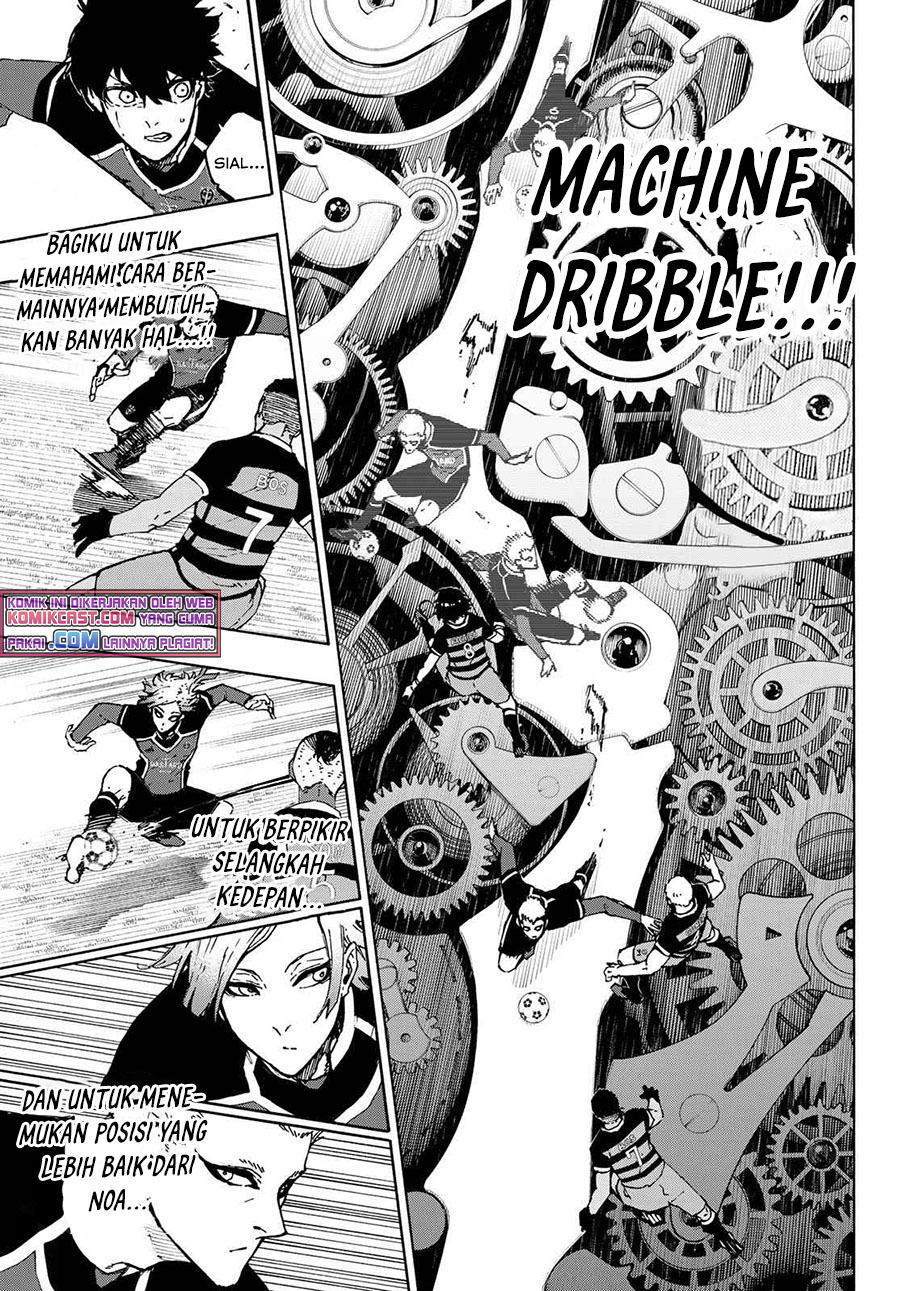 MACHINE
DRIBBLE!!!
SIAL...
BAGIKU UNTUK
MEMAHAMI CARA BER-
MAINNYA MEMBUTUH-
KAN BANYAK HAL...!!
BOS
7
KOMIK INI DIKERJAKAN OLEH WEB
KOMIKCAST.COM YANG CUMA
PAKAI .COM LAINNYA PLAGIAT!
8
UNTUK BERPIKIR
SELANGKAH
KEDEPAN...
7
DAN UNTUK MENE-
MUKAN POSISI YANG
LEBIH BAIK DARI
NOA...